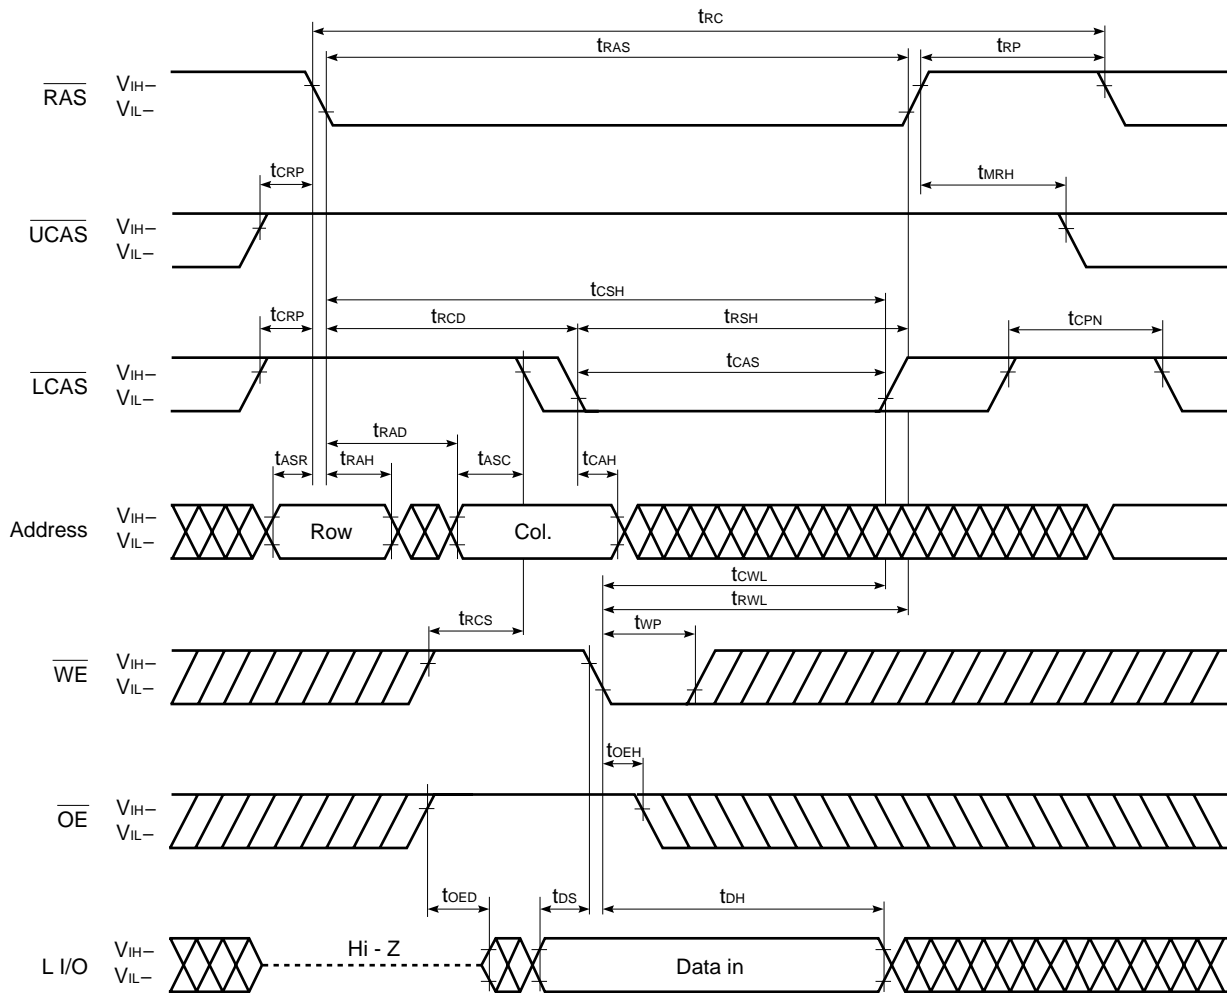 tRC
tRAS tRP
RAS VIH–
VIL–
tCRP tMRH
UCAS VIH–
VIL–
tCSH
tCRP tRCD tRSH tCPN
tCAS
LCAS VIH–
VIL–
tRAD
tASR tRAH tASC tCAH
Address VIH–
VIL–
Row Col.
tCWL
tRWL
tRCS tWP
WE VIH–
VIL–
tOEH
OE VIH–
VIL–
tOED tDS tDH
L I/O VIH–
VIL–
Hi - Z Data in